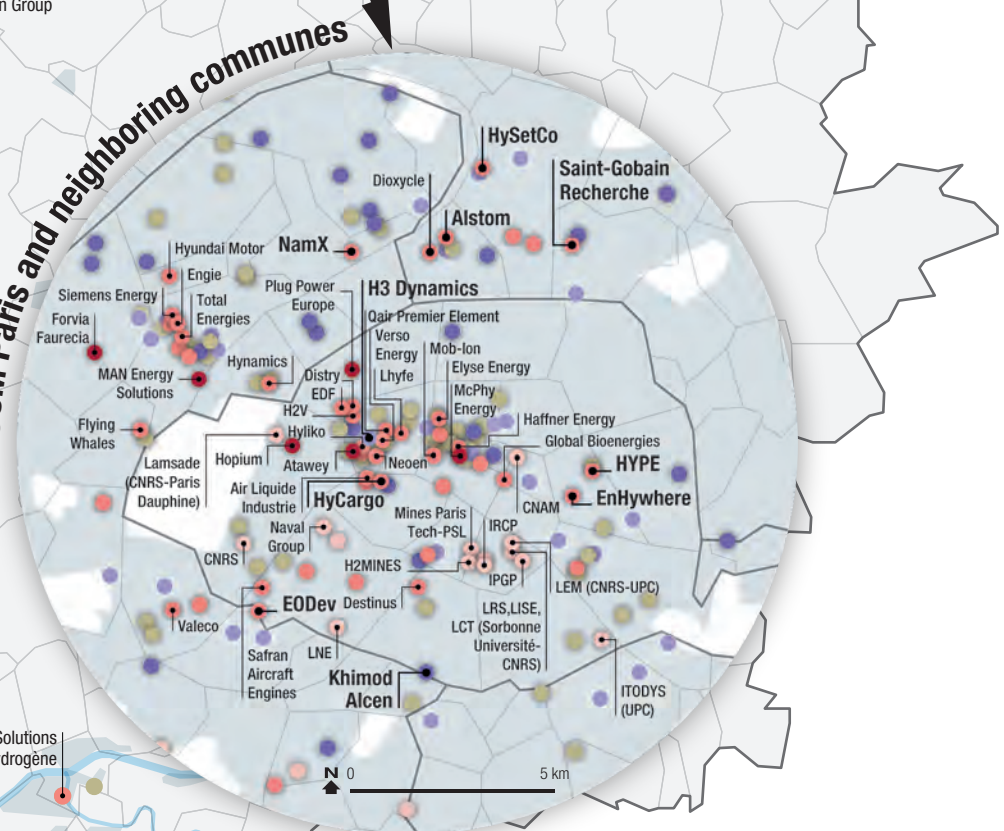 n Group
Paris and neighboring communes
HySetCo
Saint-Gobain
Recherche
Dioxycle
Alstom
NamX
Hyundai Motor
Engie
Siemens Energy
Total
Energies
Forvia
Faurecia
MAN Energy
Solutions
Plug Power
Europe
H3 Dynamics
Qair Premier Element
Verso
Energy
Mob-Ion
Elyse Energy
Lhyfe
McPhy
Energy
Hynamics
Distry
EDF
H2V
Hyliko
Haffner Energy
Global Bioenergies
Flying
Whales
Lamsade
(CNRS-Paris
Dauphine)
Hopium
Atawey
Neoen
HYPE
Air Liquide
Industrie
HyCargo
EnHywhere
CNAM
Mines Paris
Tech-PSL
IRCP
Naval
Group
CNRS
H2MINES
IPGP
LEM (CNRS-UPC)
EODev
Destinus
LRS,LISE,
LCT (Sorbonne
Université-
CNRS)
Valeco
Safran
Aircraft
Engines
LNE
Khimod
Alcen
ITODYS
(UPC)
Solutions
drogène
N 0 5 km